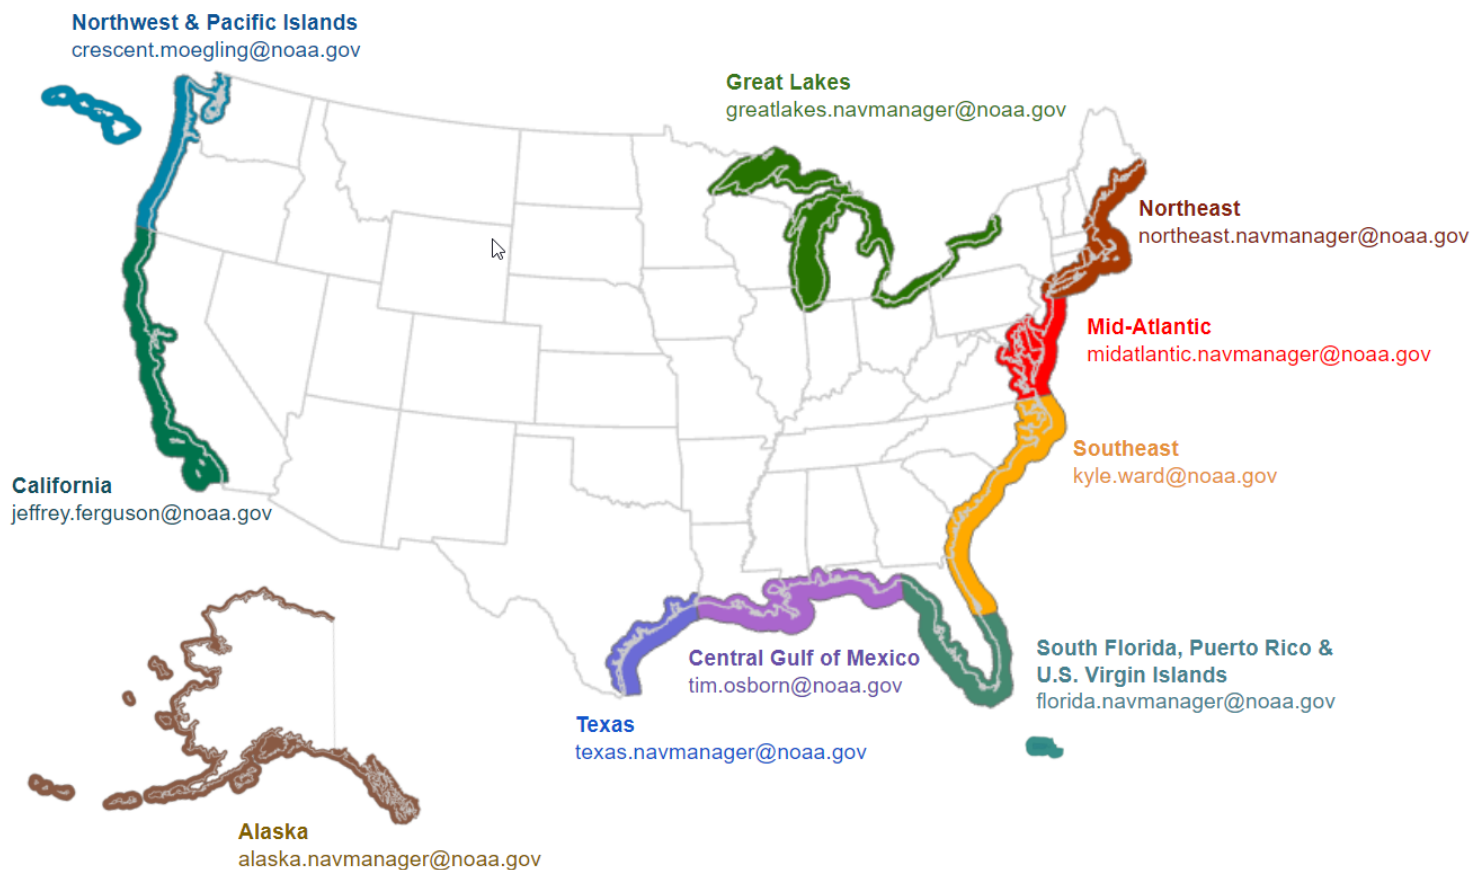 Northwest & Pacific Islands
crescent.moegling@noaa.gov
Great Lakes
greatlakes.navmanager@noaa.gov
Northeast
northeast.navmanager@noaa.gov
Mid-Atlantic
midatlantic.navmanager@noaa.gov
Southeast
kyle.ward@noaa.gov
California
jeffrey.ferguson@noaa.gov
South Florida, Puerto Rico &
U.S. Virgin Islands
florida.navmanager@noaa.gov
Central Gulf of Mexico
tim.osborn@noaa.gov
Texas
texas.navmanager@noaa.gov
Alaska
alaska.navmanager@noaa.gov